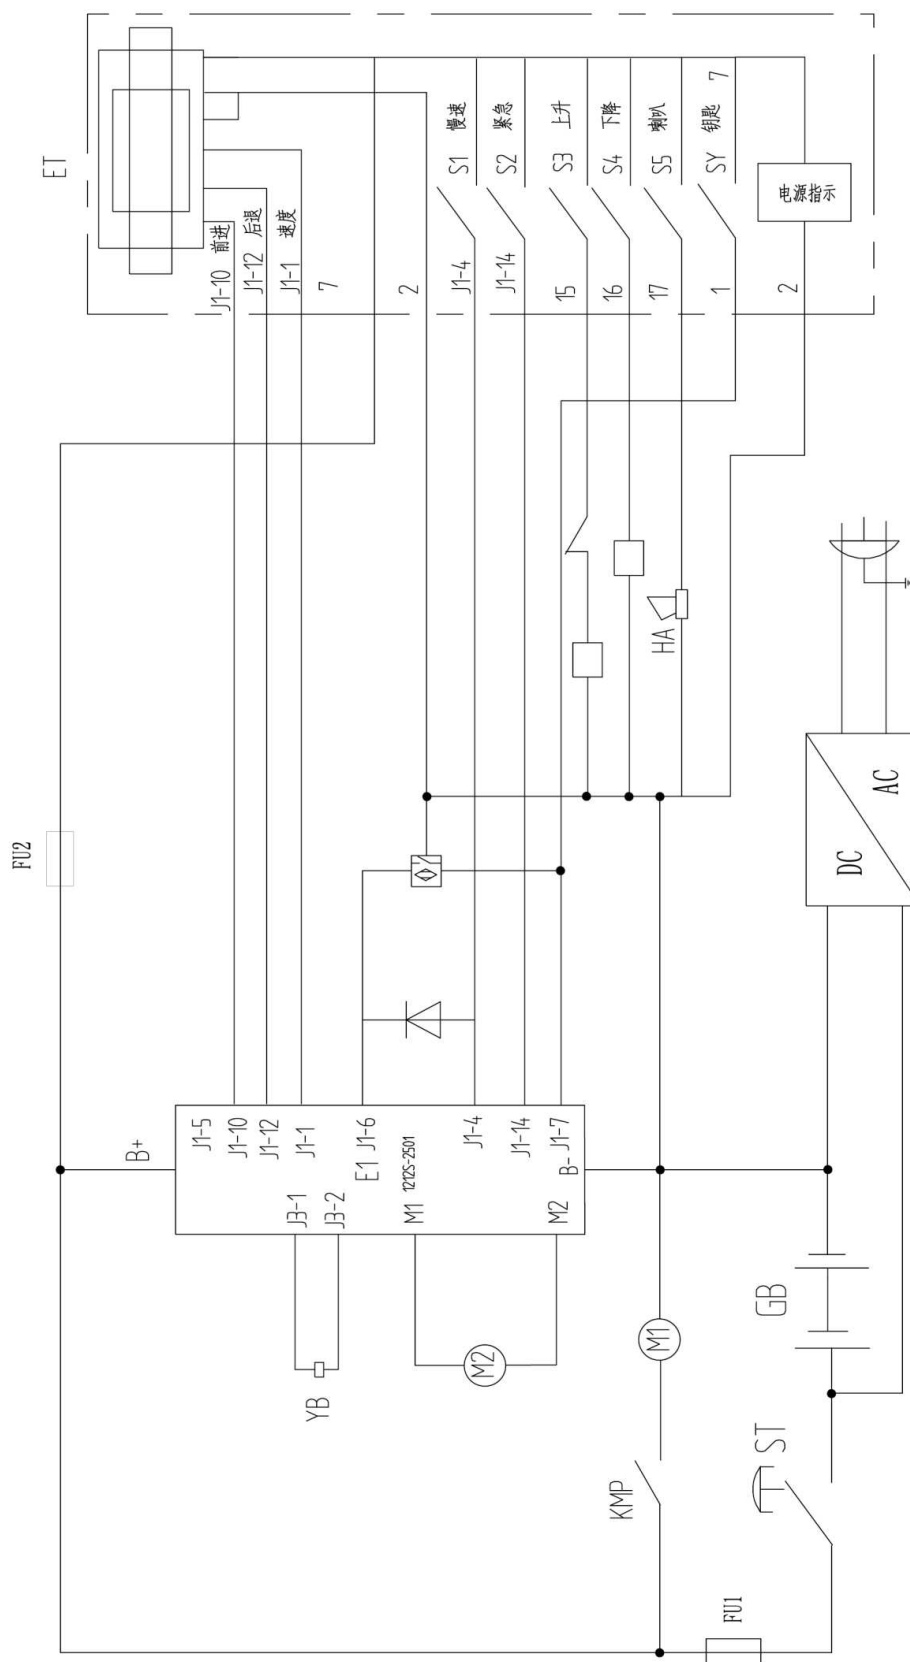 ET
J1-10 前进
J1-12 后退
J1-1 速度
7
2
J1-4 S1 慢速
J1-14 S2 紧急
15 S3 上升
16 S4 下降
17 S5 喇叭
1 SY 钥匙 7
2 电源指示
FU2
HA
DC
AC
B+
J1-5
J1-10
J1-12
J1-1
J3-1
J3-2
E1 J1-6
1212S-2501
M1
J1-4
J1-14
B- J1-7
M2
YB
M2
M1
KMP
GB
ST
FU1